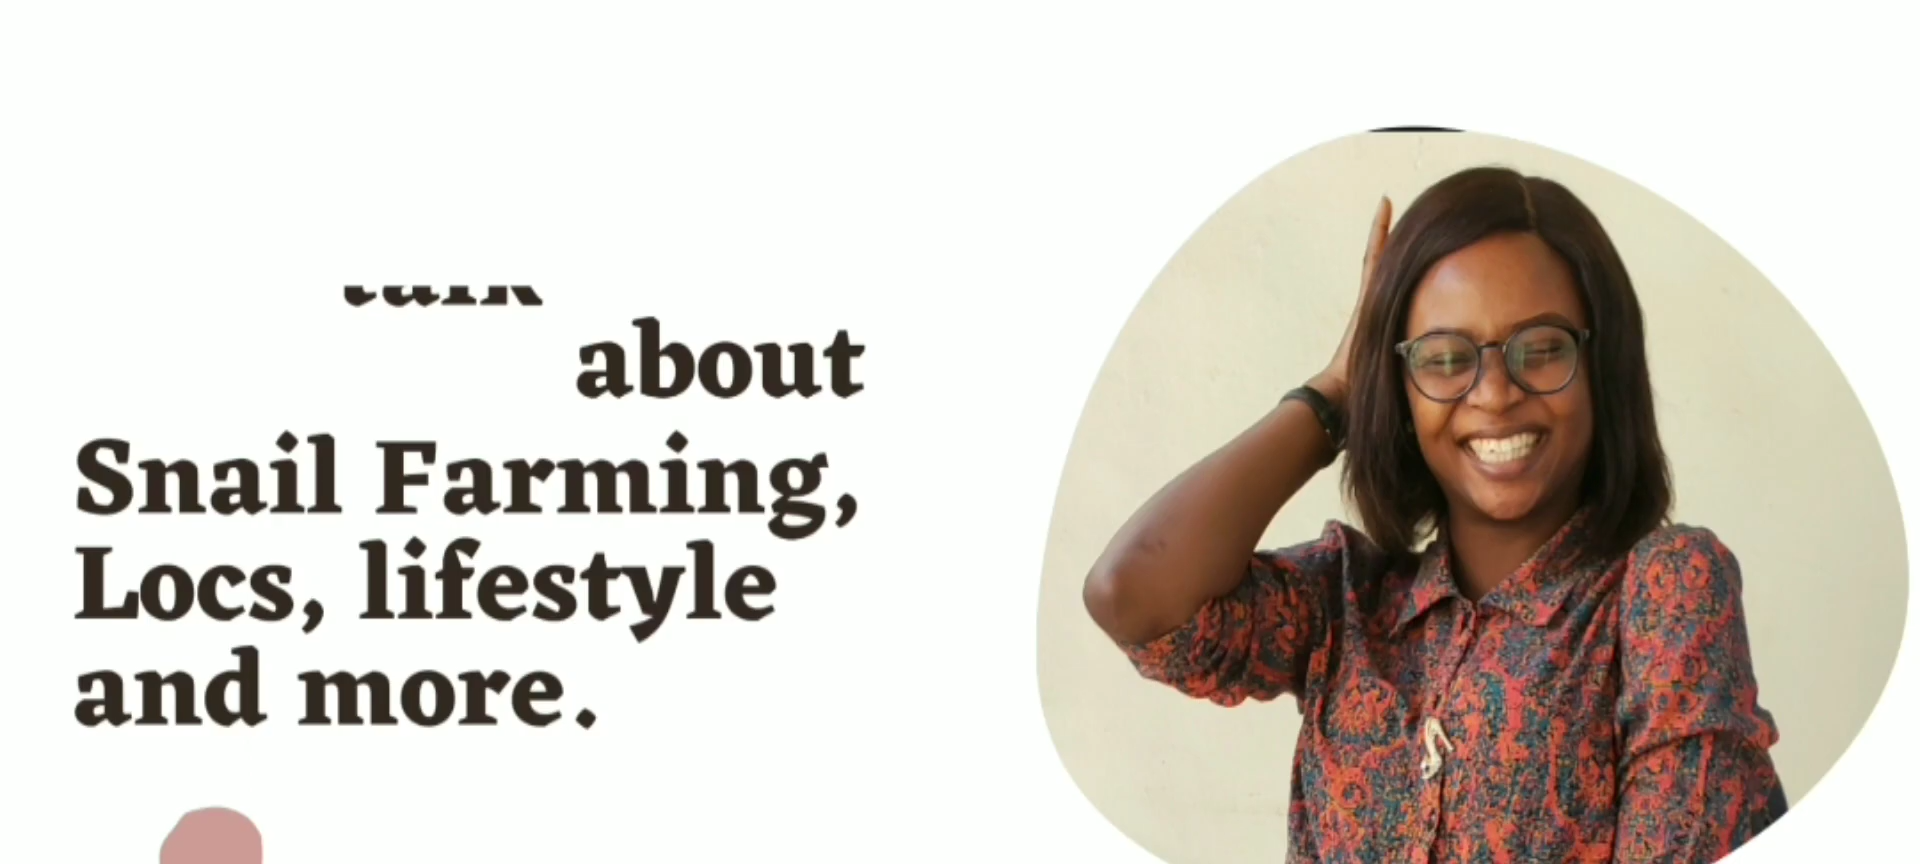 about
Snail Farming,
Locs, lifestyle
and more.